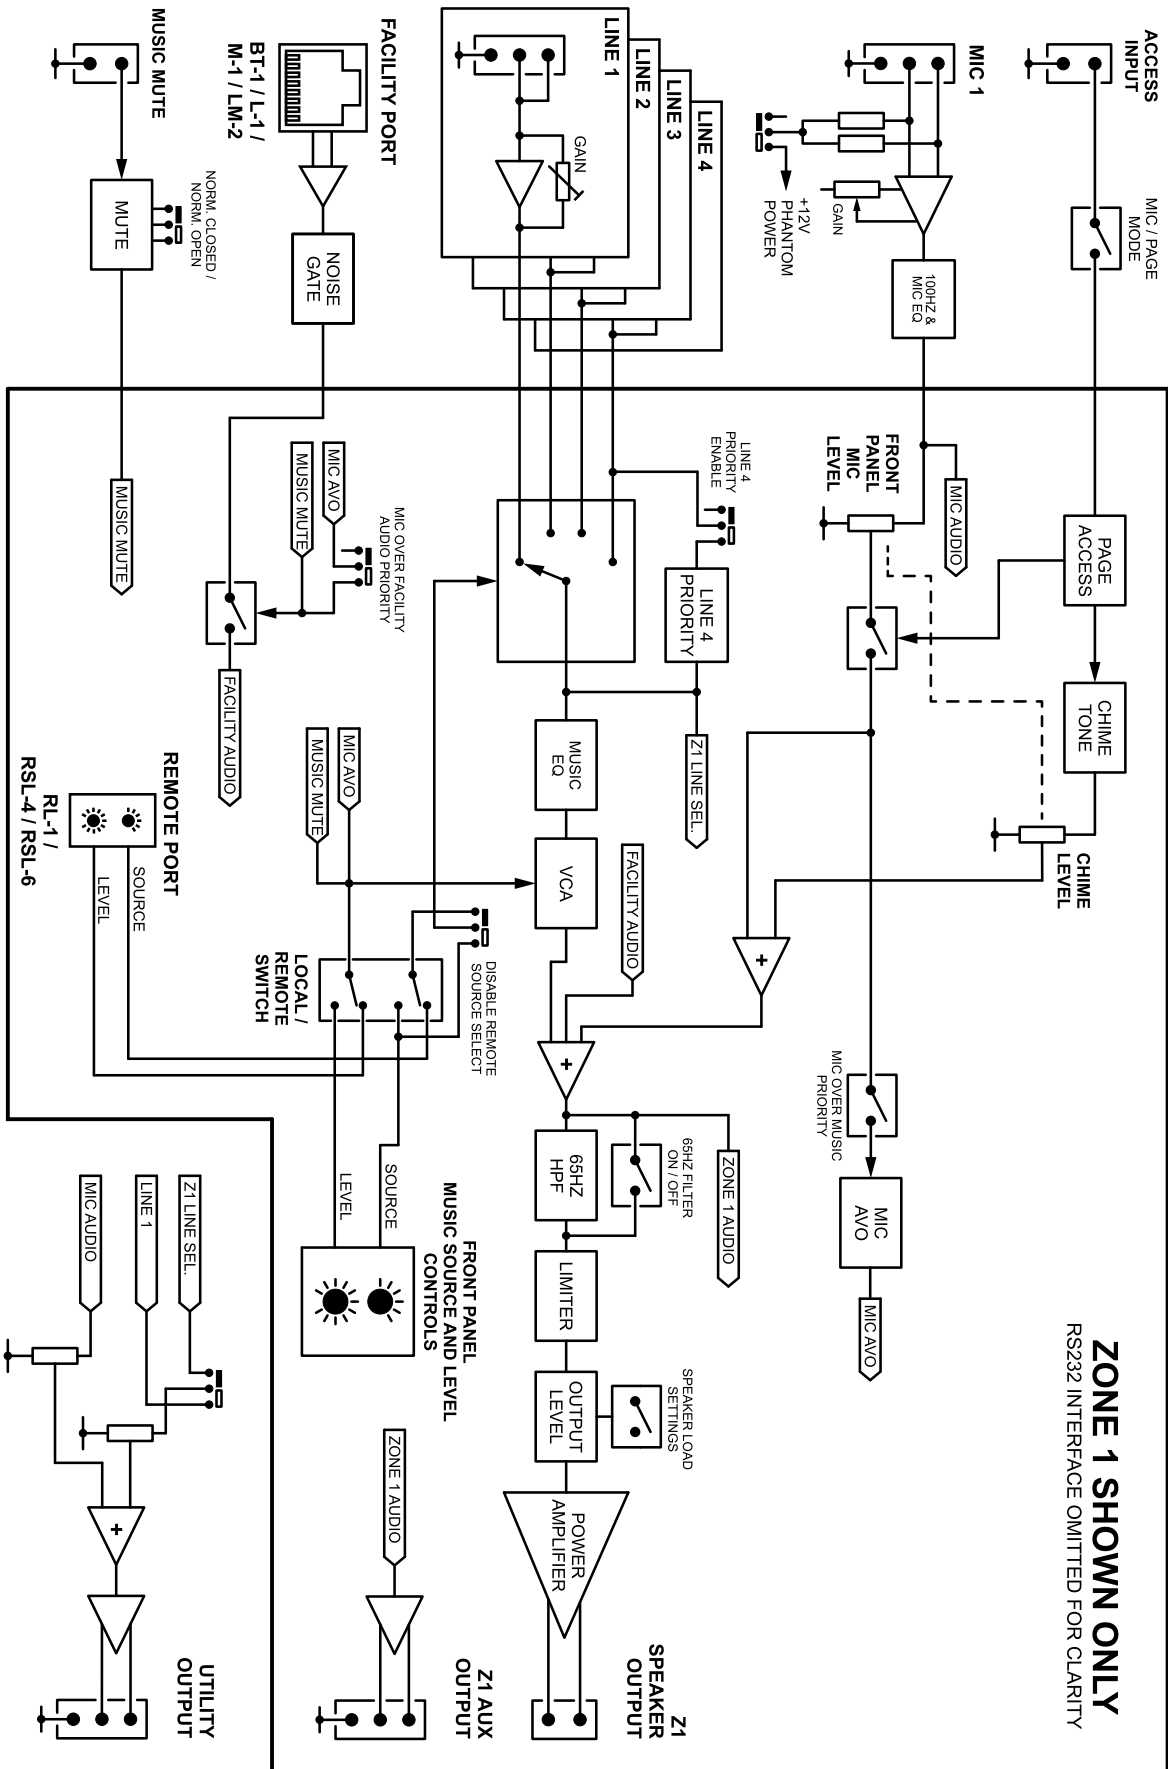 ZONE 1 SHOWN ONLY
RS232 INTERFACE OMITTED FOR CLARITY
ACCESS
INPUT
MIC / PAGE
MODE
PAGE
ACCESS
CHIME
TONE
CHIME
LEVEL
MIC 1
+12V
PHANTOM
POWER
GAIN
100HZ &
MIC EQ
MIC AUDIO
FRONT
PANEL
MIC
LEVEL
+
MIC OVER MUSIC
PRIORITY
MIC
AVO
MIC AVO
LINE 1
LINE 2
LINE 3
LINE 4
GAIN
LINE 4
PRIORITY
ENABLE
LINE 4
PRIORITY
Z1 LINE SEL.
MUSIC
EQ
VCA
FACILITY AUDIO
+
ZONE 1 AUDIO
65HZ FILTER
ON / OFF
65HZ
HPF
LIMITER
SPEAKER LOAD
SETTINGS
OUTPUT
LEVEL
POWER
AMPLIFIER
Z1
SPEAKER
OUTPUT
FACILITY PORT
BT-1 / L-1 /
M-1 / LM-2
NOISE
GATE
MIC AVO
MUSIC MUTE
MIC OVER FACILITY
AUDIO PRIORITY
FACILITY AUDIO
MIC AVO
MUSIC MUTE
DISABLE REMOTE
SOURCE SELECT
LOCAL /
REMOTE
SWITCH
REMOTE PORT
SOURCE
LEVEL
RL-1 /
RSL-4 / RSL-6
SOURCE
LEVEL
FRONT PANEL
MUSIC SOURCE AND LEVEL
CONTROLS
ZONE 1 AUDIO
Z1 AUX
OUTPUT
MUSIC MUTE
MUTE
NORM. CLOSED /
NORM. OPEN
MUSIC MUTE
Z1 LINE SEL.
LINE 1
MIC AUDIO
+
UTILITY
OUTPUT